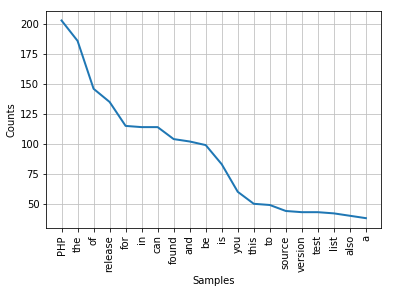 200
175
150
125
100
75
50
Counts
PHP
the
of
release
for
in
can
found
and
be
is
you
this
to
source
version
test
list
also
a
Samples